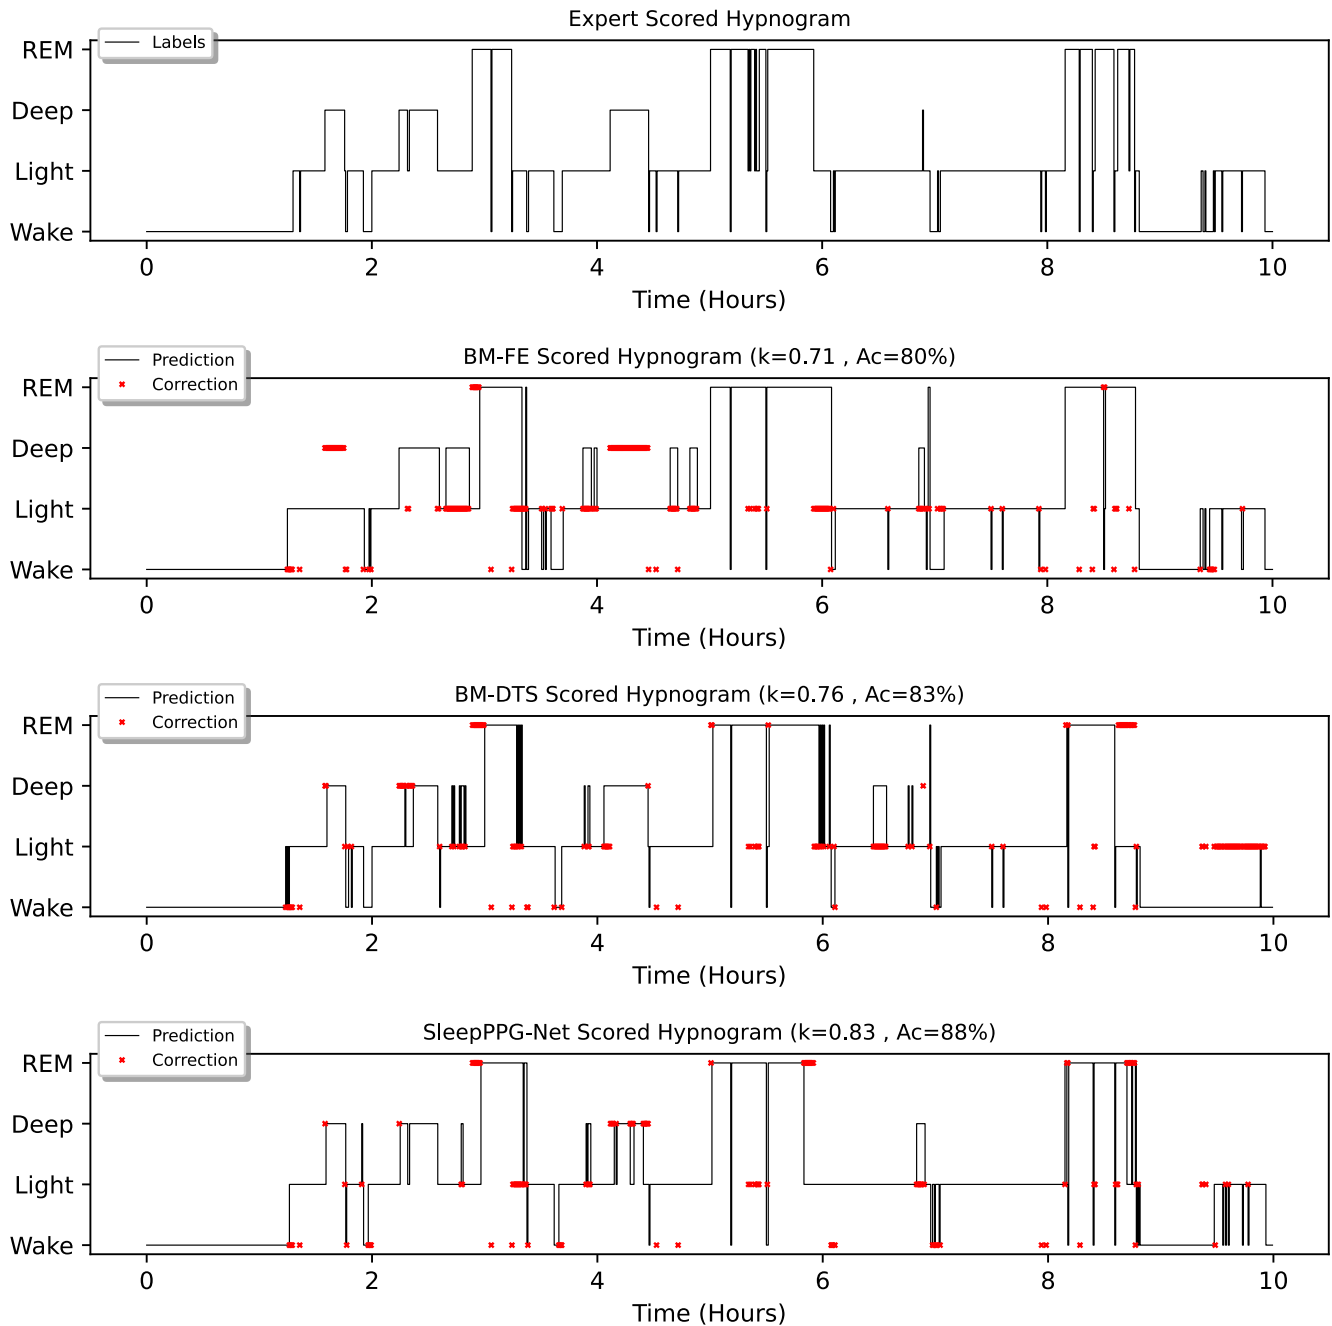 Expert Scored Hypnogram
Labels
REM
Deep
Light
Wake
0 2 4 6 8 10
Time (Hours)
BM-FE Scored Hypnogram (k=0.71 , Ac=80%)
Prediction
Correction
REM
Deep
Light
Wake
0 2 4 6 8 10
Time (Hours)
BM-DTS Scored Hypnogram (k=0.76 , Ac=83%)
Prediction
Correction
REM
Deep
Light
Wake
0 2 4 6 8 10
Time (Hours)
SleepPPG-Net Scored Hypnogram (k=0.83 , Ac=88%)
Prediction
Correction
REM
Deep
Light
Wake
0 2 4 6 8 10
Time (Hours)